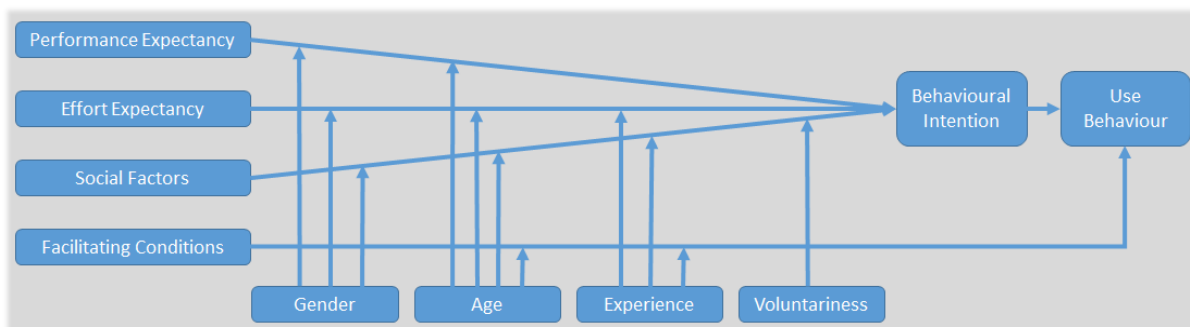 Performance Expectancy
Effort Expectancy
Behavioural
Intention
Use
Behaviour
Social Factors
Facilitating Conditions
Gender
Age
Experience
Voluntariness